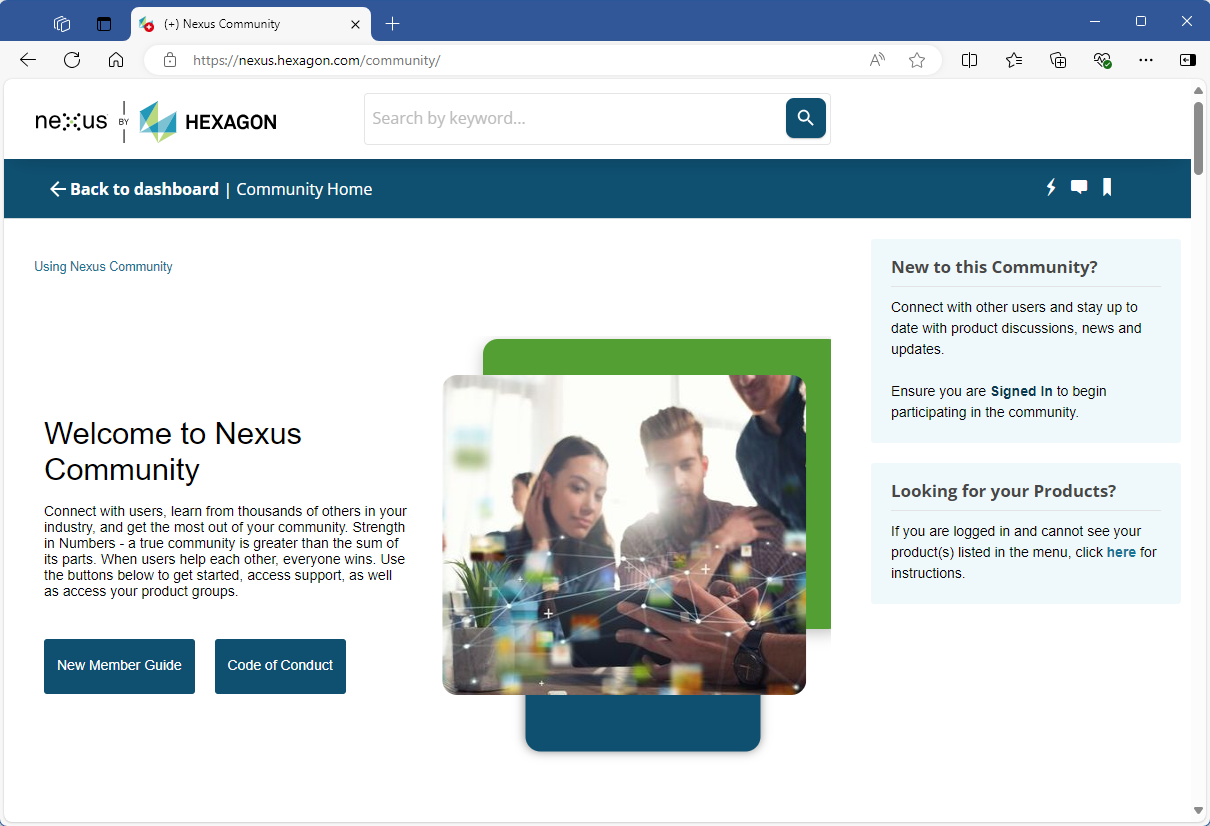 (+) Nexus Community
https://nexus.hexagon.com/community/
nexus BY HEXAGON
Search by keyword...
Back to dashboard | Community Home
Using Nexus Community
Welcome to Nexus
Community
Connect with users, learn from thousands of others in your
industry, and get the most out of your community. Strength
in Numbers - a true community is greater than the sum of
its parts. When users help each other, everyone wins. Use
the buttons below to get started, access support, as well
as access your product groups.
New Member Guide
Code of Conduct
New to this Community?
Connect with other users and stay up to
date with product discussions, news and
updates.
Ensure you are Signed In to begin
participating in the community.
Looking for your Products?
If you are logged in and cannot see your
product(s) listed in the menu, click here for
instructions.